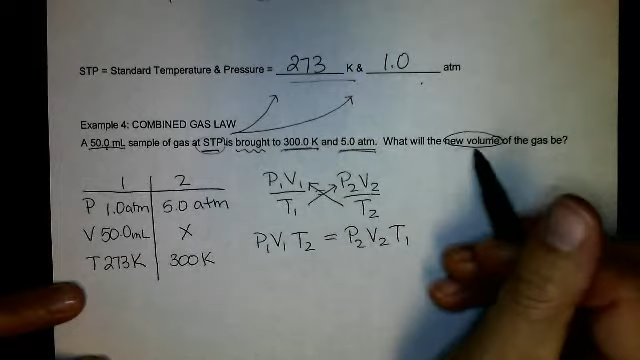 STP = Standard Temperature & Pressure = 273 K & 1.0 atm
Example 4: COMBINED GAS LAW
A 50.0 mL sample of gas at STP is brought to 300.0 K and 5.0 atm. What will the new volume of the gas be?
1 2
P 1.0atm 5.0 atm
V 50.0mL X
T 273K 300K
P₁V₁ P₂V₂
T₁ T₂
P₁V₁T₂ = P₂V₂T₁